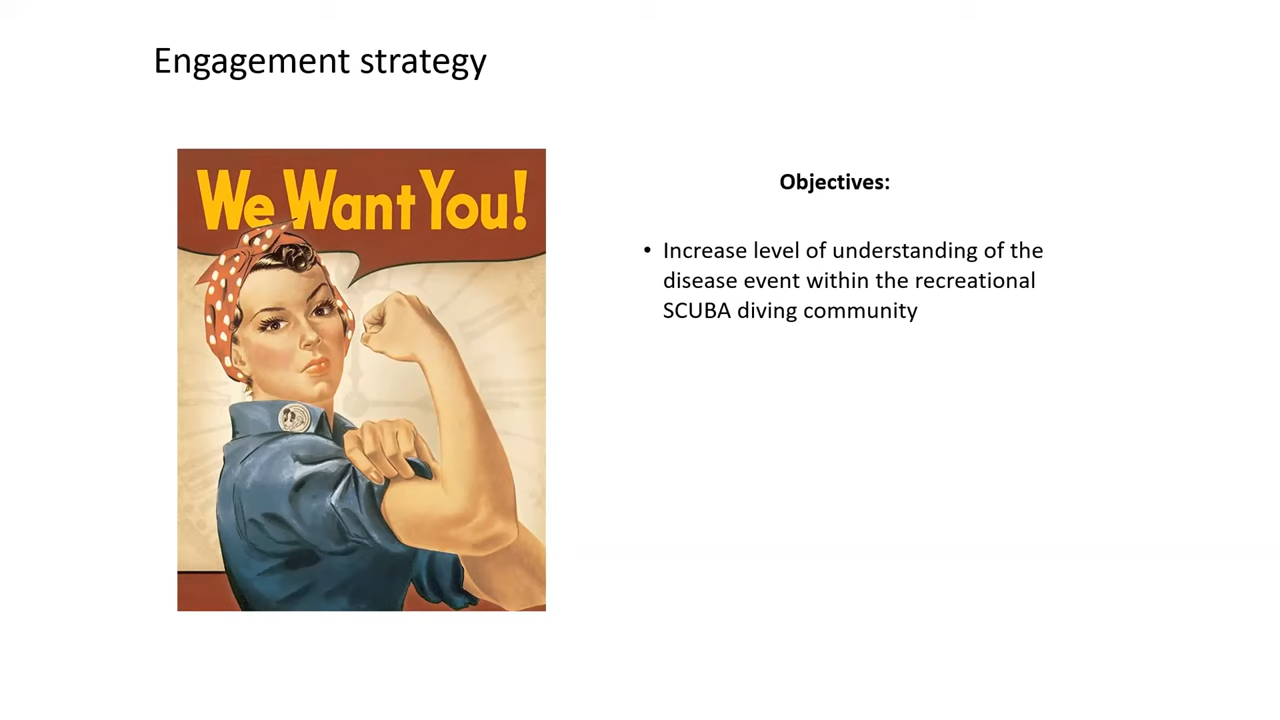 Engagement strategy
We Want You!
Objectives:
• Increase level of understanding of the
disease event within the recreational
SCUBA diving community